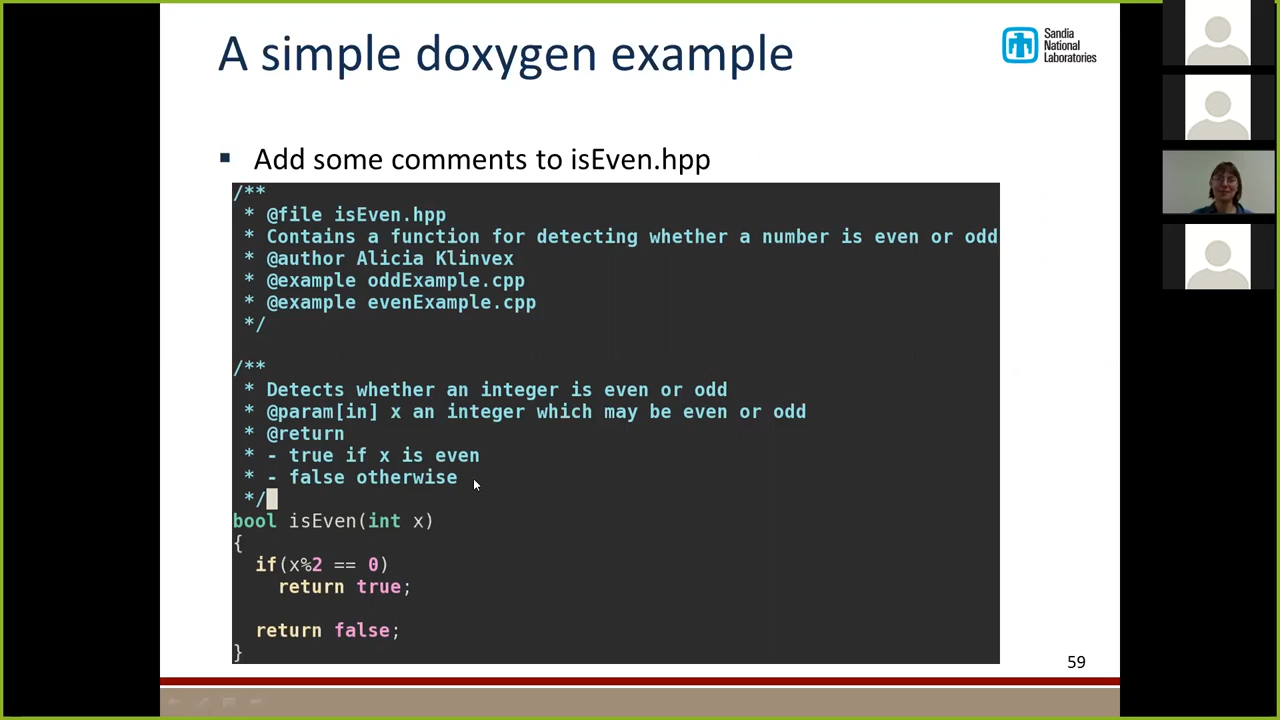 A simple doxygen example
Sandia
National
Laboratories
▪ Add some comments to isEven.hpp
/**
 * @file isEven.hpp
 * Contains a function for detecting whether a number is even or odd
 * @author Alicia Klinvex
 * @example oddExample.cpp
 * @example evenExample.cpp
 */
/**
 * Detects whether an integer is even or odd
 * @param[in] x an integer which may be even or odd
 * @return
 * - true if x is even
 * - false otherwise
 */
bool isEven(int x)
{
  if(x%2 == 0)
    return true;
  return false;
}
59